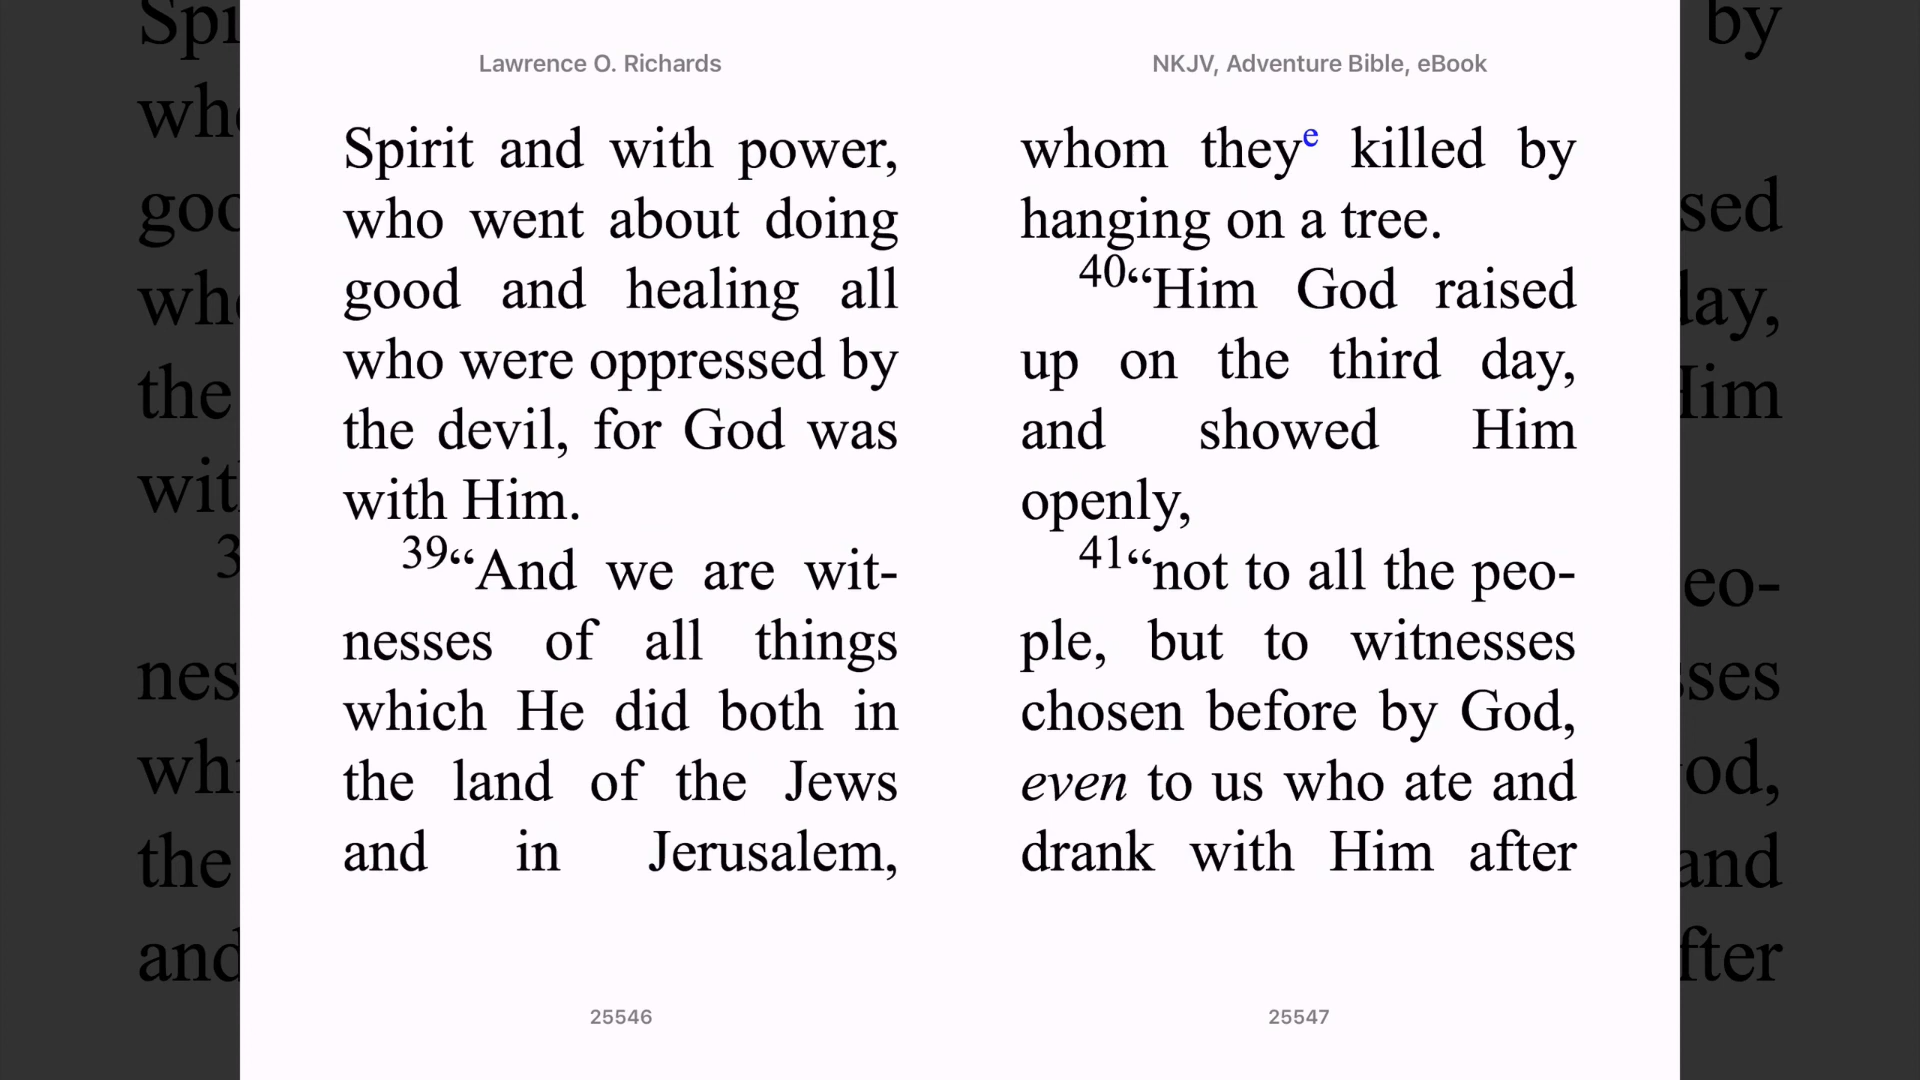 Lawrence O. Richards
Spirit and with power,
who went about doing
good and healing all
who were oppressed by
the devil, for God was
with Him.
39“And we are wit-
nesses of all things
which He did both in
the land of the Jews
and in Jerusalem,
25546
NKJV, Adventure Bible, eBook
whom theye killed by
hanging on a tree.
40“Him God raised
up on the third day,
and showed Him
openly,
41“not to all the peo-
ple, but to witnesses
chosen before by God,
even to us who ate and
drank with Him after
25547